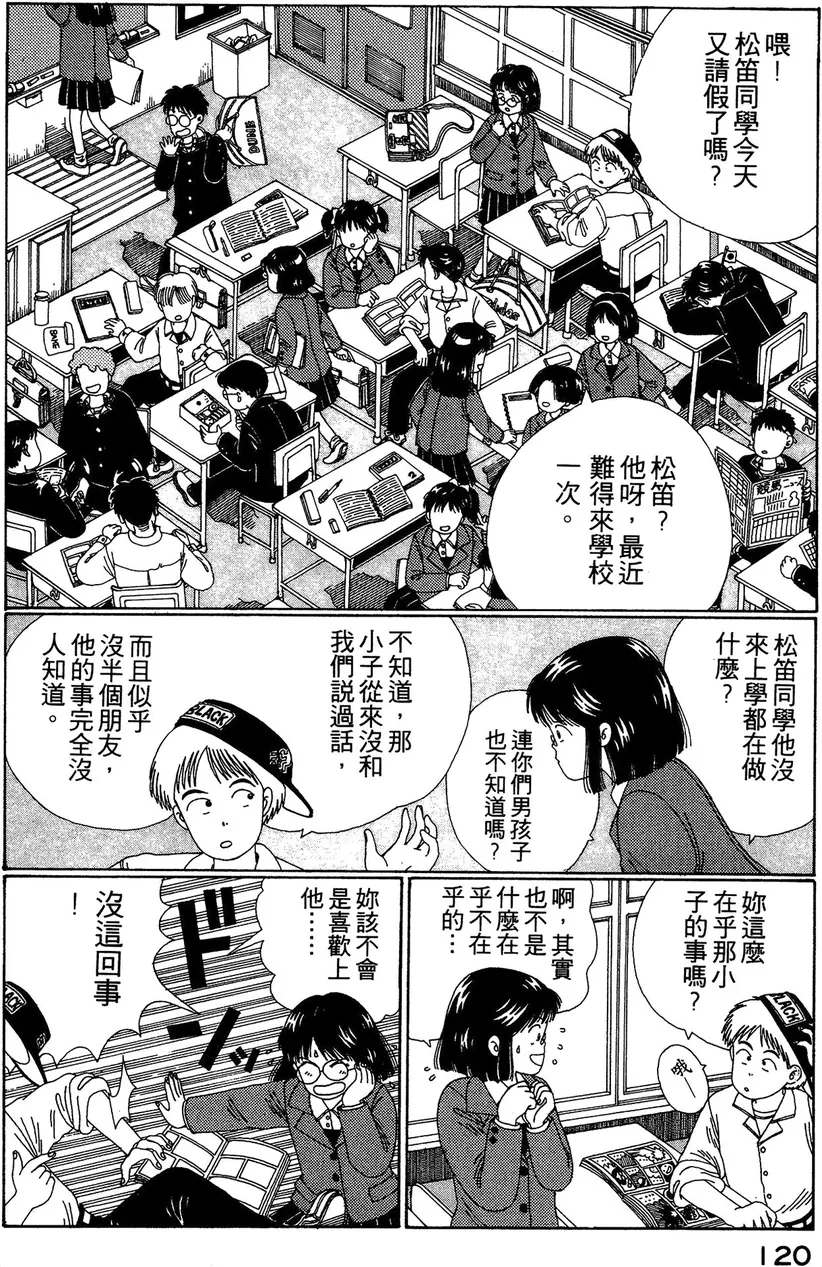 喂！
松笛同學今天
又請假了嗎？
松笛？
他呀，最近
難得來學校
一次。
DUNE
adidas
競馬
松笛同學他沒
來上學都在做
什麼？
連你們男孩子
也不知道嗎？
不知道，那
小子從來沒和
我們說過話，
而且似乎
沒半個朋友，
他的事完全沒
人知道。
BLACK
妳這麼
在乎那小
子的事嗎？
BLACK
哦—
啊，其實
也不是
什麼在
乎不在
乎的…
妳該不會
是喜歡上
他……
沒這回事
！
ドンッ
120